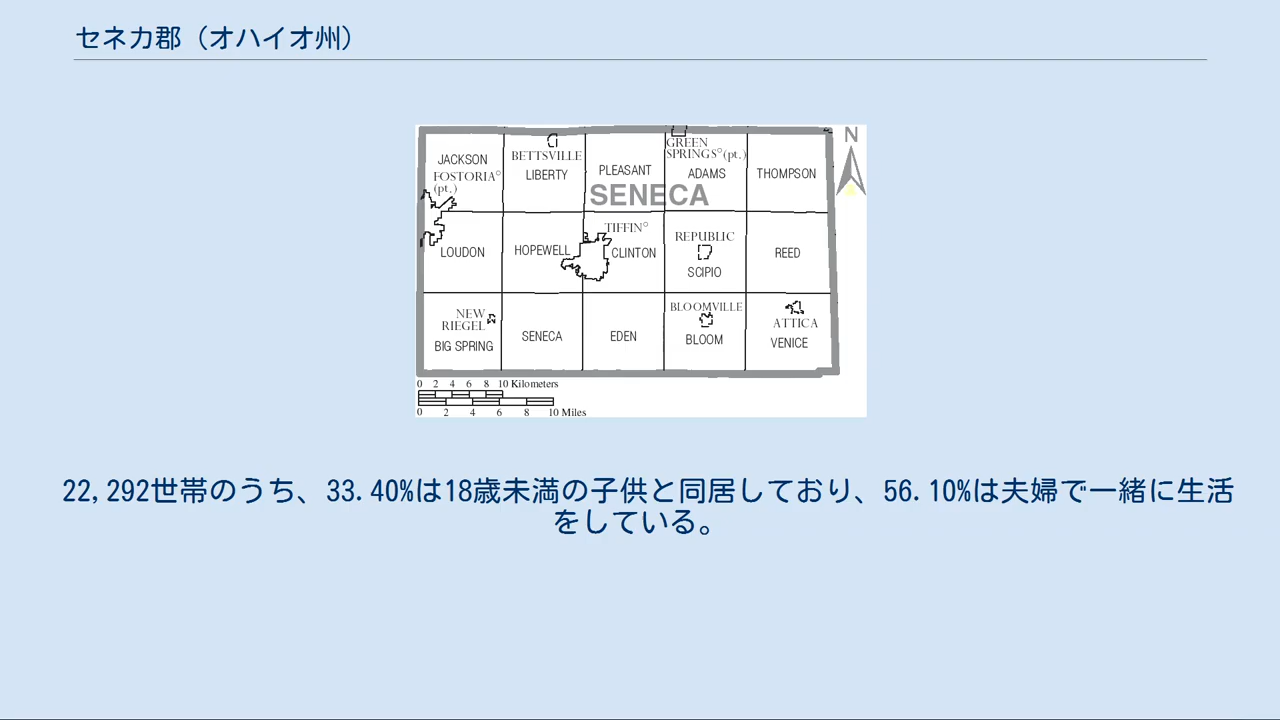 セネカ郡（オハイオ州）
N
JACKSON
FOSTORIA°
(pt.)
BETTSVILLE
LIBERTY
PLEASANT
GREEN
SPRINGS°(pt.)
ADAMS
THOMPSON
SENECA
LOUDON
HOPEWELL
TIFFIN°
CLINTON
REPUBLIC
SCIPIO
REED
NEW
RIEGEL
BIG SPRING
SENECA
EDEN
BLOOMVILLE
BLOOM
ATTICA
VENICE
0 2 4 6 8 10 Kilometers
0 2 4 6 8 10 Miles
22,292世帯のうち、33.40%は18歳未満の子供と同居しており、56.10%は夫婦で一緒に生活
をしている。